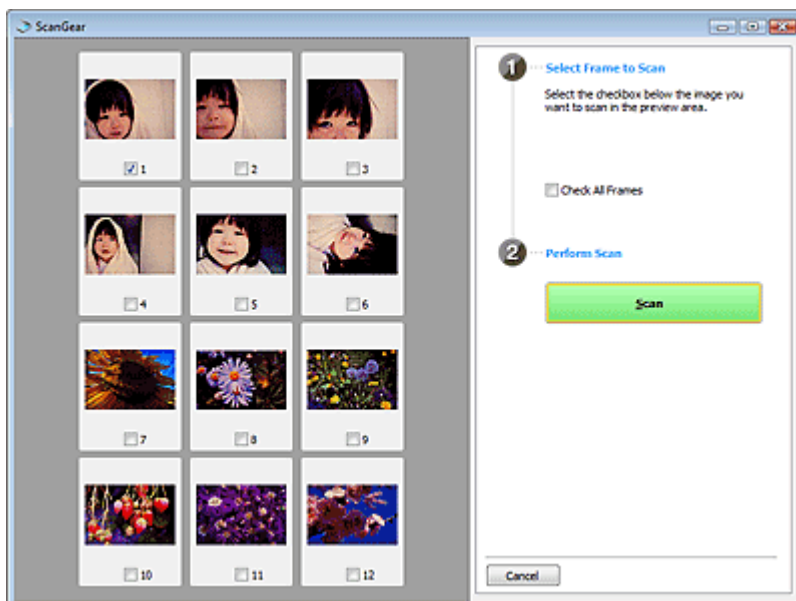 ScanGear
1
2
3
4
5
6
7
8
9
10
11
12
1 Select Frame to Scan
Select the checkbox below the image you
want to scan in the preview area.
Check All Frames
2 Perform Scan
Scan
Cancel